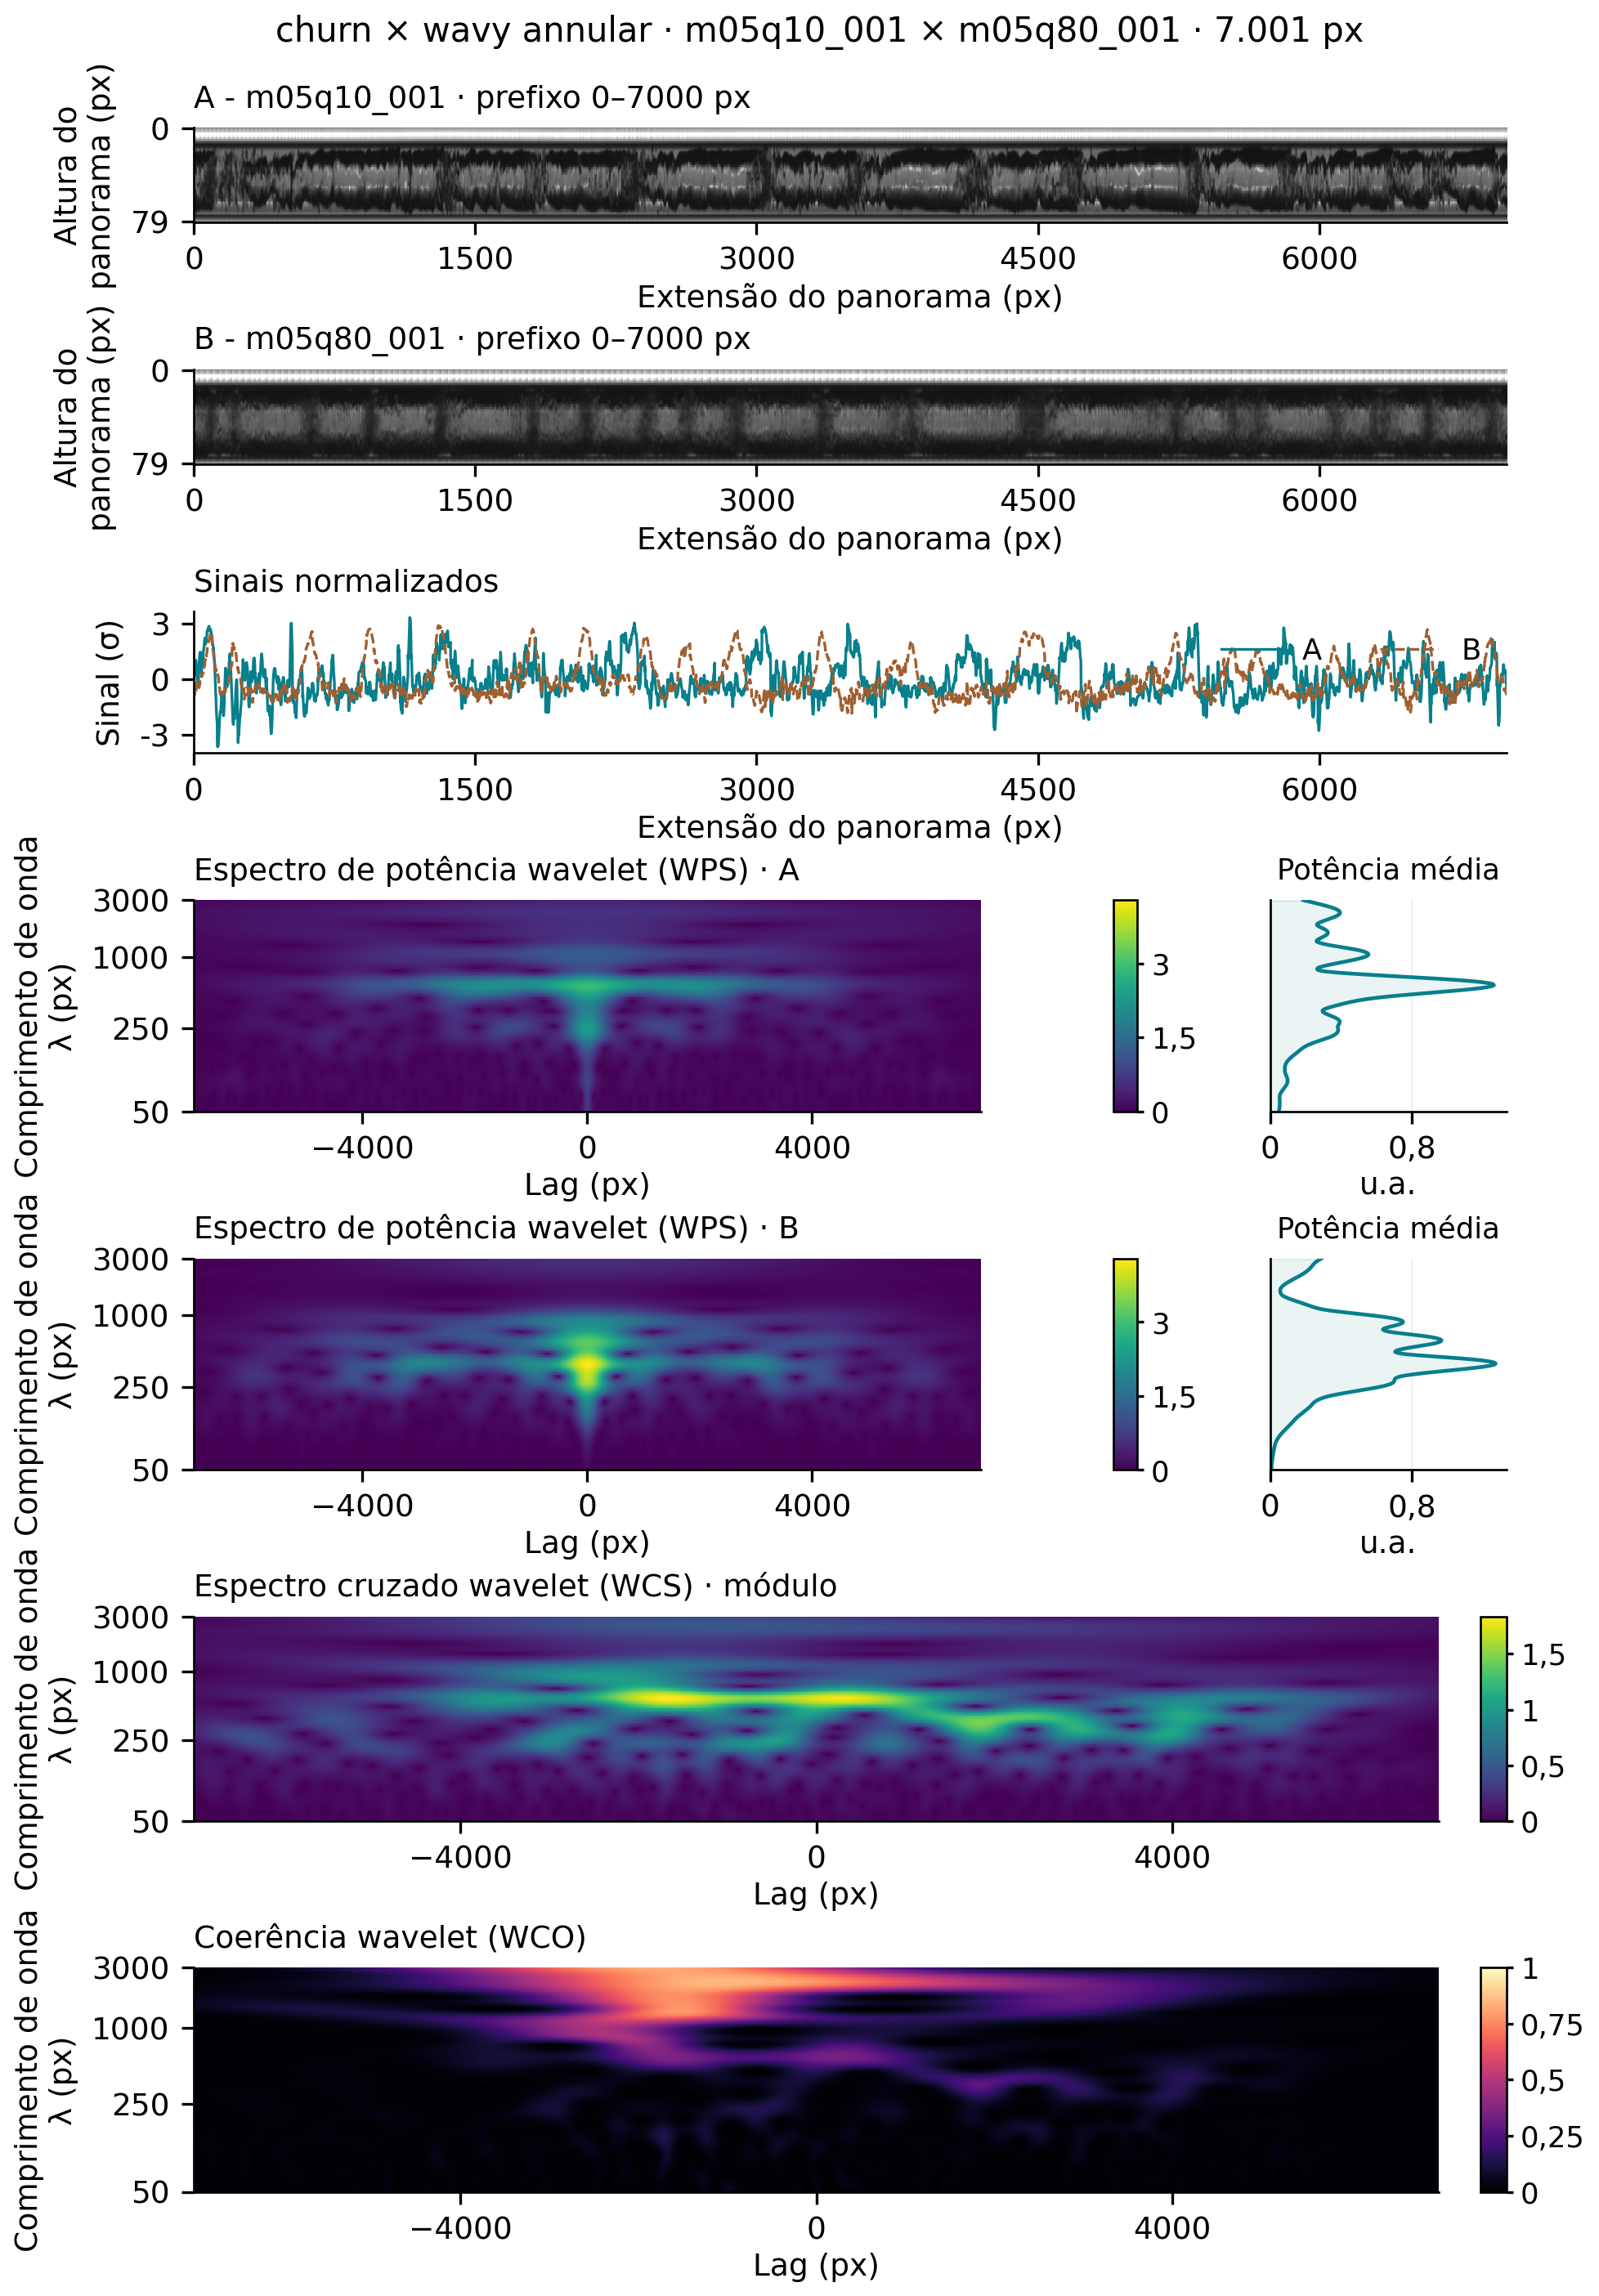 churn × wavy annular · m05q10_001 × m05q80_001 · 7.001 px
A - m05q10_001 · prefixo 0–7000 px
Altura do
panorama (px)
0
79
0 1500 3000 4500 6000
Extensão do panorama (px)
B - m05q80_001 · prefixo 0–7000 px
Altura do
panorama (px)
0
79
0 1500 3000 4500 6000
Extensão do panorama (px)
Sinais normalizados
Sinal (σ)
3
0
-3
A B
0 1500 3000 4500 6000
Extensão do panorama (px)
Espectro de potência wavelet (WPS) · A
Comprimento de onda
λ (px)
3000
1000
250
50
−4000 0 4000
Lag (px)
3
1,5
0
Potência média
0 0,8
u.a.
Espectro de potência wavelet (WPS) · B
Comprimento de onda
λ (px)
3000
1000
250
50
−4000 0 4000
Lag (px)
3
1,5
0
Potência média
0 0,8
u.a.
Espectro cruzado wavelet (WCS) · módulo
Comprimento de onda
λ (px)
3000
1000
250
50
−4000 0 4000
Lag (px)
1,5
1
0,5
0
Coerência wavelet (WCO)
Comprimento de onda
λ (px)
3000
1000
250
50
−4000 0 4000
Lag (px)
1
0,75
0,5
0,25
0